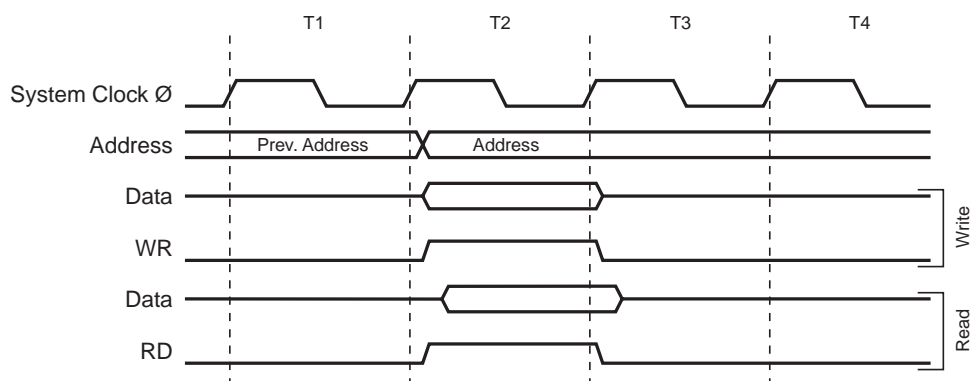 T1 T2 T3 T4
System Clock Ø
Address Prev. Address Address
Data
WR
Write
Data
RD
Read